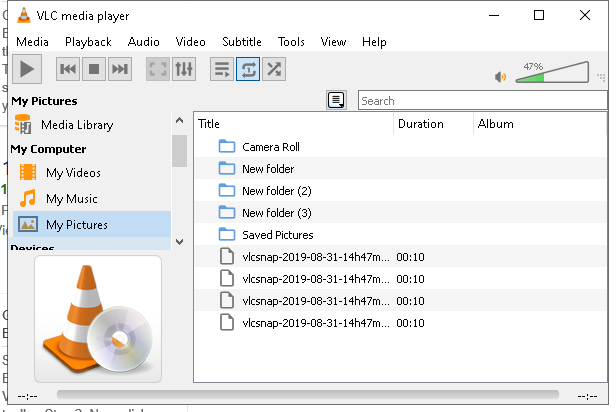 VLC media player
Media Playback Audio Video Subtitle Tools View Help
47%
My Pictures
Search
Media Library
Title Duration Album
My Computer
Camera Roll
My Videos
New folder
My Music
New folder (2)
My Pictures
New folder (3)
Devices
Saved Pictures
vlcsnap-2019-08-31-14h47m... 00:10
vlcsnap-2019-08-31-14h47m... 00:10
vlcsnap-2019-08-31-14h47m... 00:10
vlcsnap-2019-08-31-14h47m... 00:10
--:-- --:--